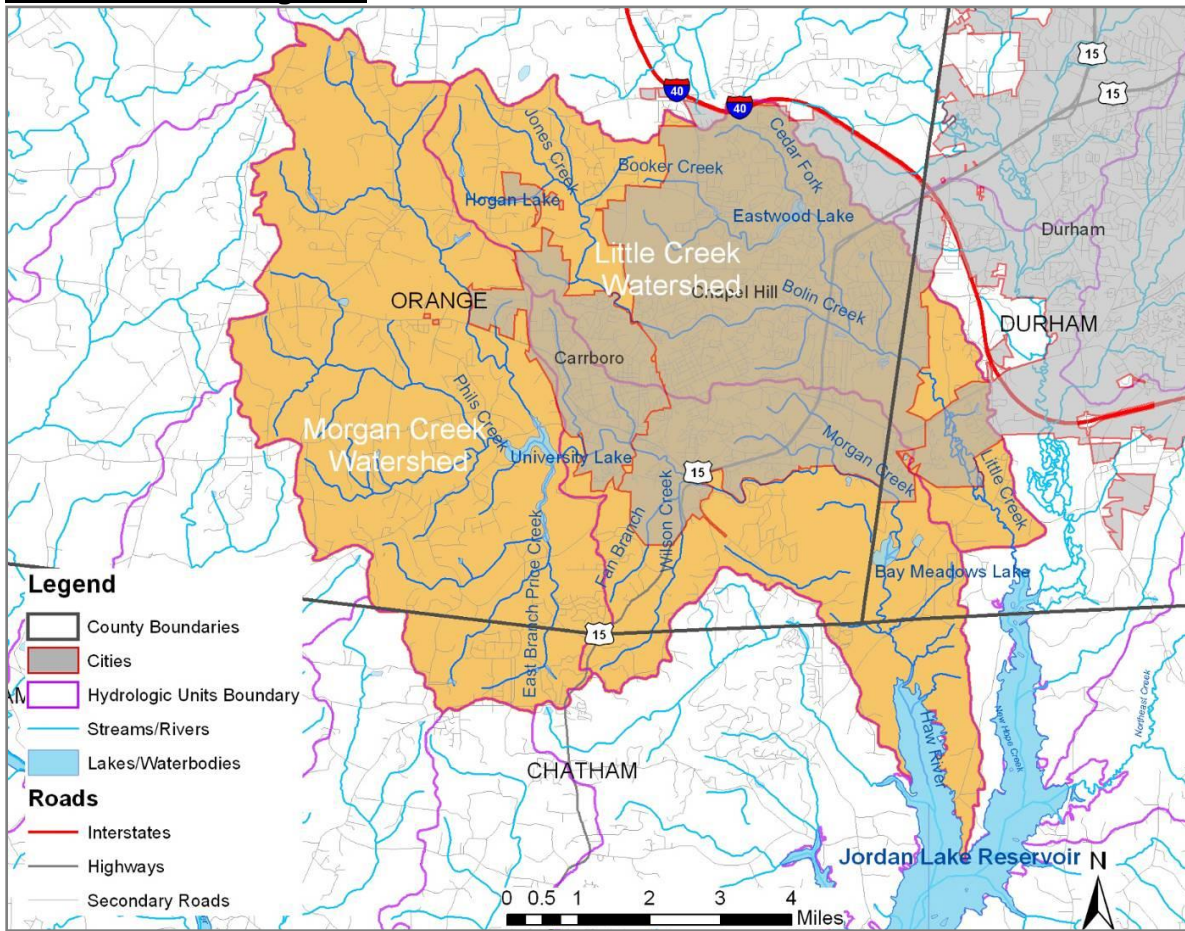 40
40
15
15
Jones Creek
Booker Creek
Cedar Fork
Hogan Lake
Eastwood Lake
Durham
Little Creek
Watershed
Chapel Hill
Bolin Creek
ORANGE
DURHAM
Carrboro
Phils Creek
Morgan Creek
Watershed
University Lake
15
Morgan Creek
Little Creek
Fan Branch
Wilson Creek
East Branch Price Creek
Bay Meadows Lake
15
Legend
County Boundaries
Cities
Hydrologic Units Boundary
Streams/Rivers
Lakes/Waterbodies
Roads
Interstates
Highways
Secondary Roads
Haw River
New Hope Creek
Northeast Creek
CHATHAM
Jordan Lake Reservoir
N
0 0.5 1 2 3 4
Miles